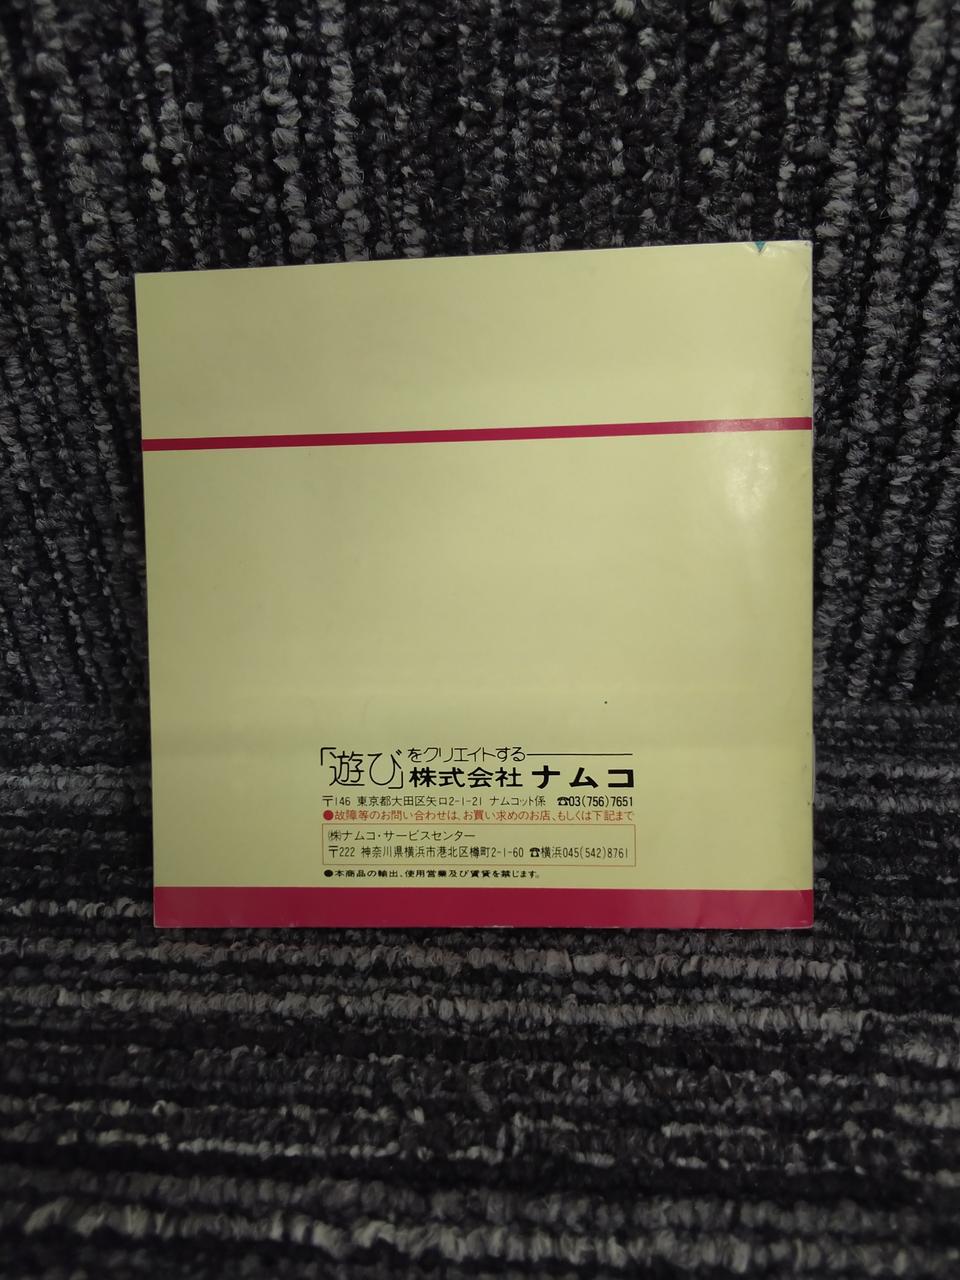 「遊び」をクリエイトする
株式会社 ナムコ
〒146 東京都大田区矢口2-1-21 ナムコット係 ☎03(756)7651
●故障等のお問い合わせは、お買い求めのお店、もしくは下記まで
㈱ナムコ・サービスセンター
〒222 神奈川県横浜市港北区樽町2-1-60 ☎横浜045(542)8761
●本商品の輸出、使用営業及び賃貸を禁じます。